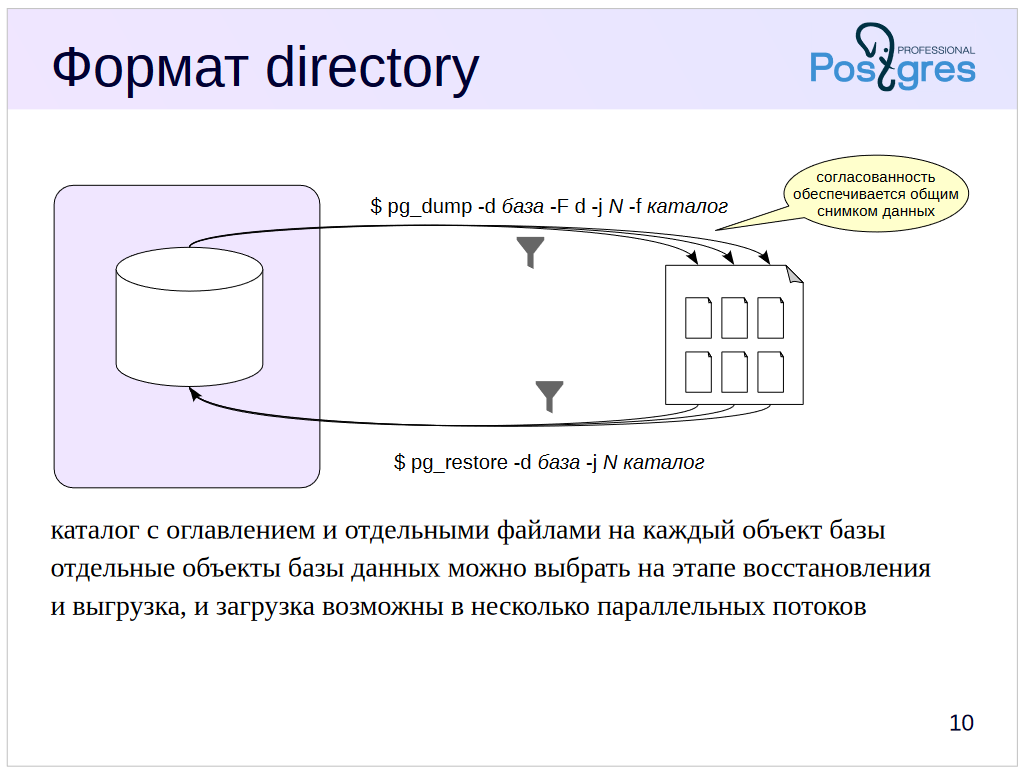 Формат directory
PROFESSIONAL
Postgres
согласованность
обеспечивается общим
снимком данных
$ pg_dump -d база -F d -j N -f каталог
$ pg_restore -d база -j N каталог
каталог с оглавлением и отдельными файлами на каждый объект базы
отдельные объекты базы данных можно выбрать на этапе восстановления
и выгрузка, и загрузка возможны в несколько параллельных потоков
10